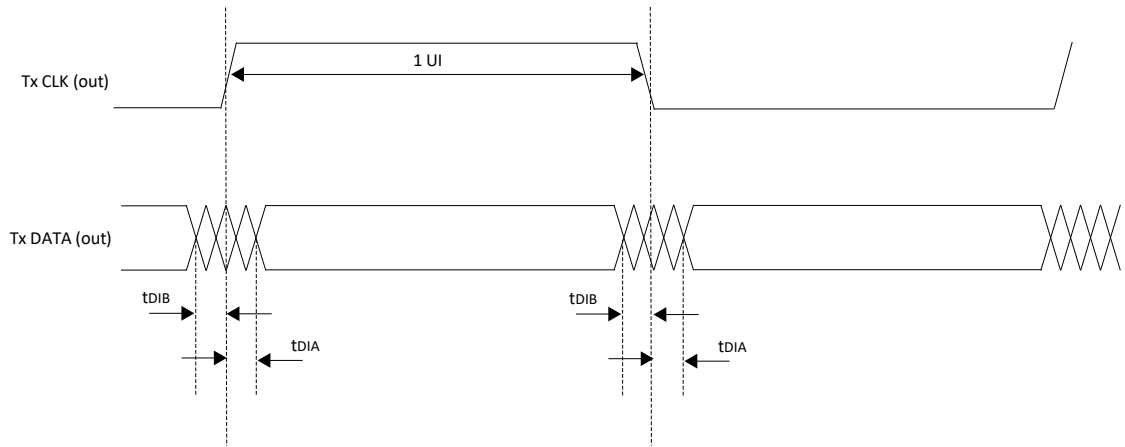 Tx CLK (out)
1 UI
Tx DATA (out)
tDIB
tDIA
tDIB
tDIA